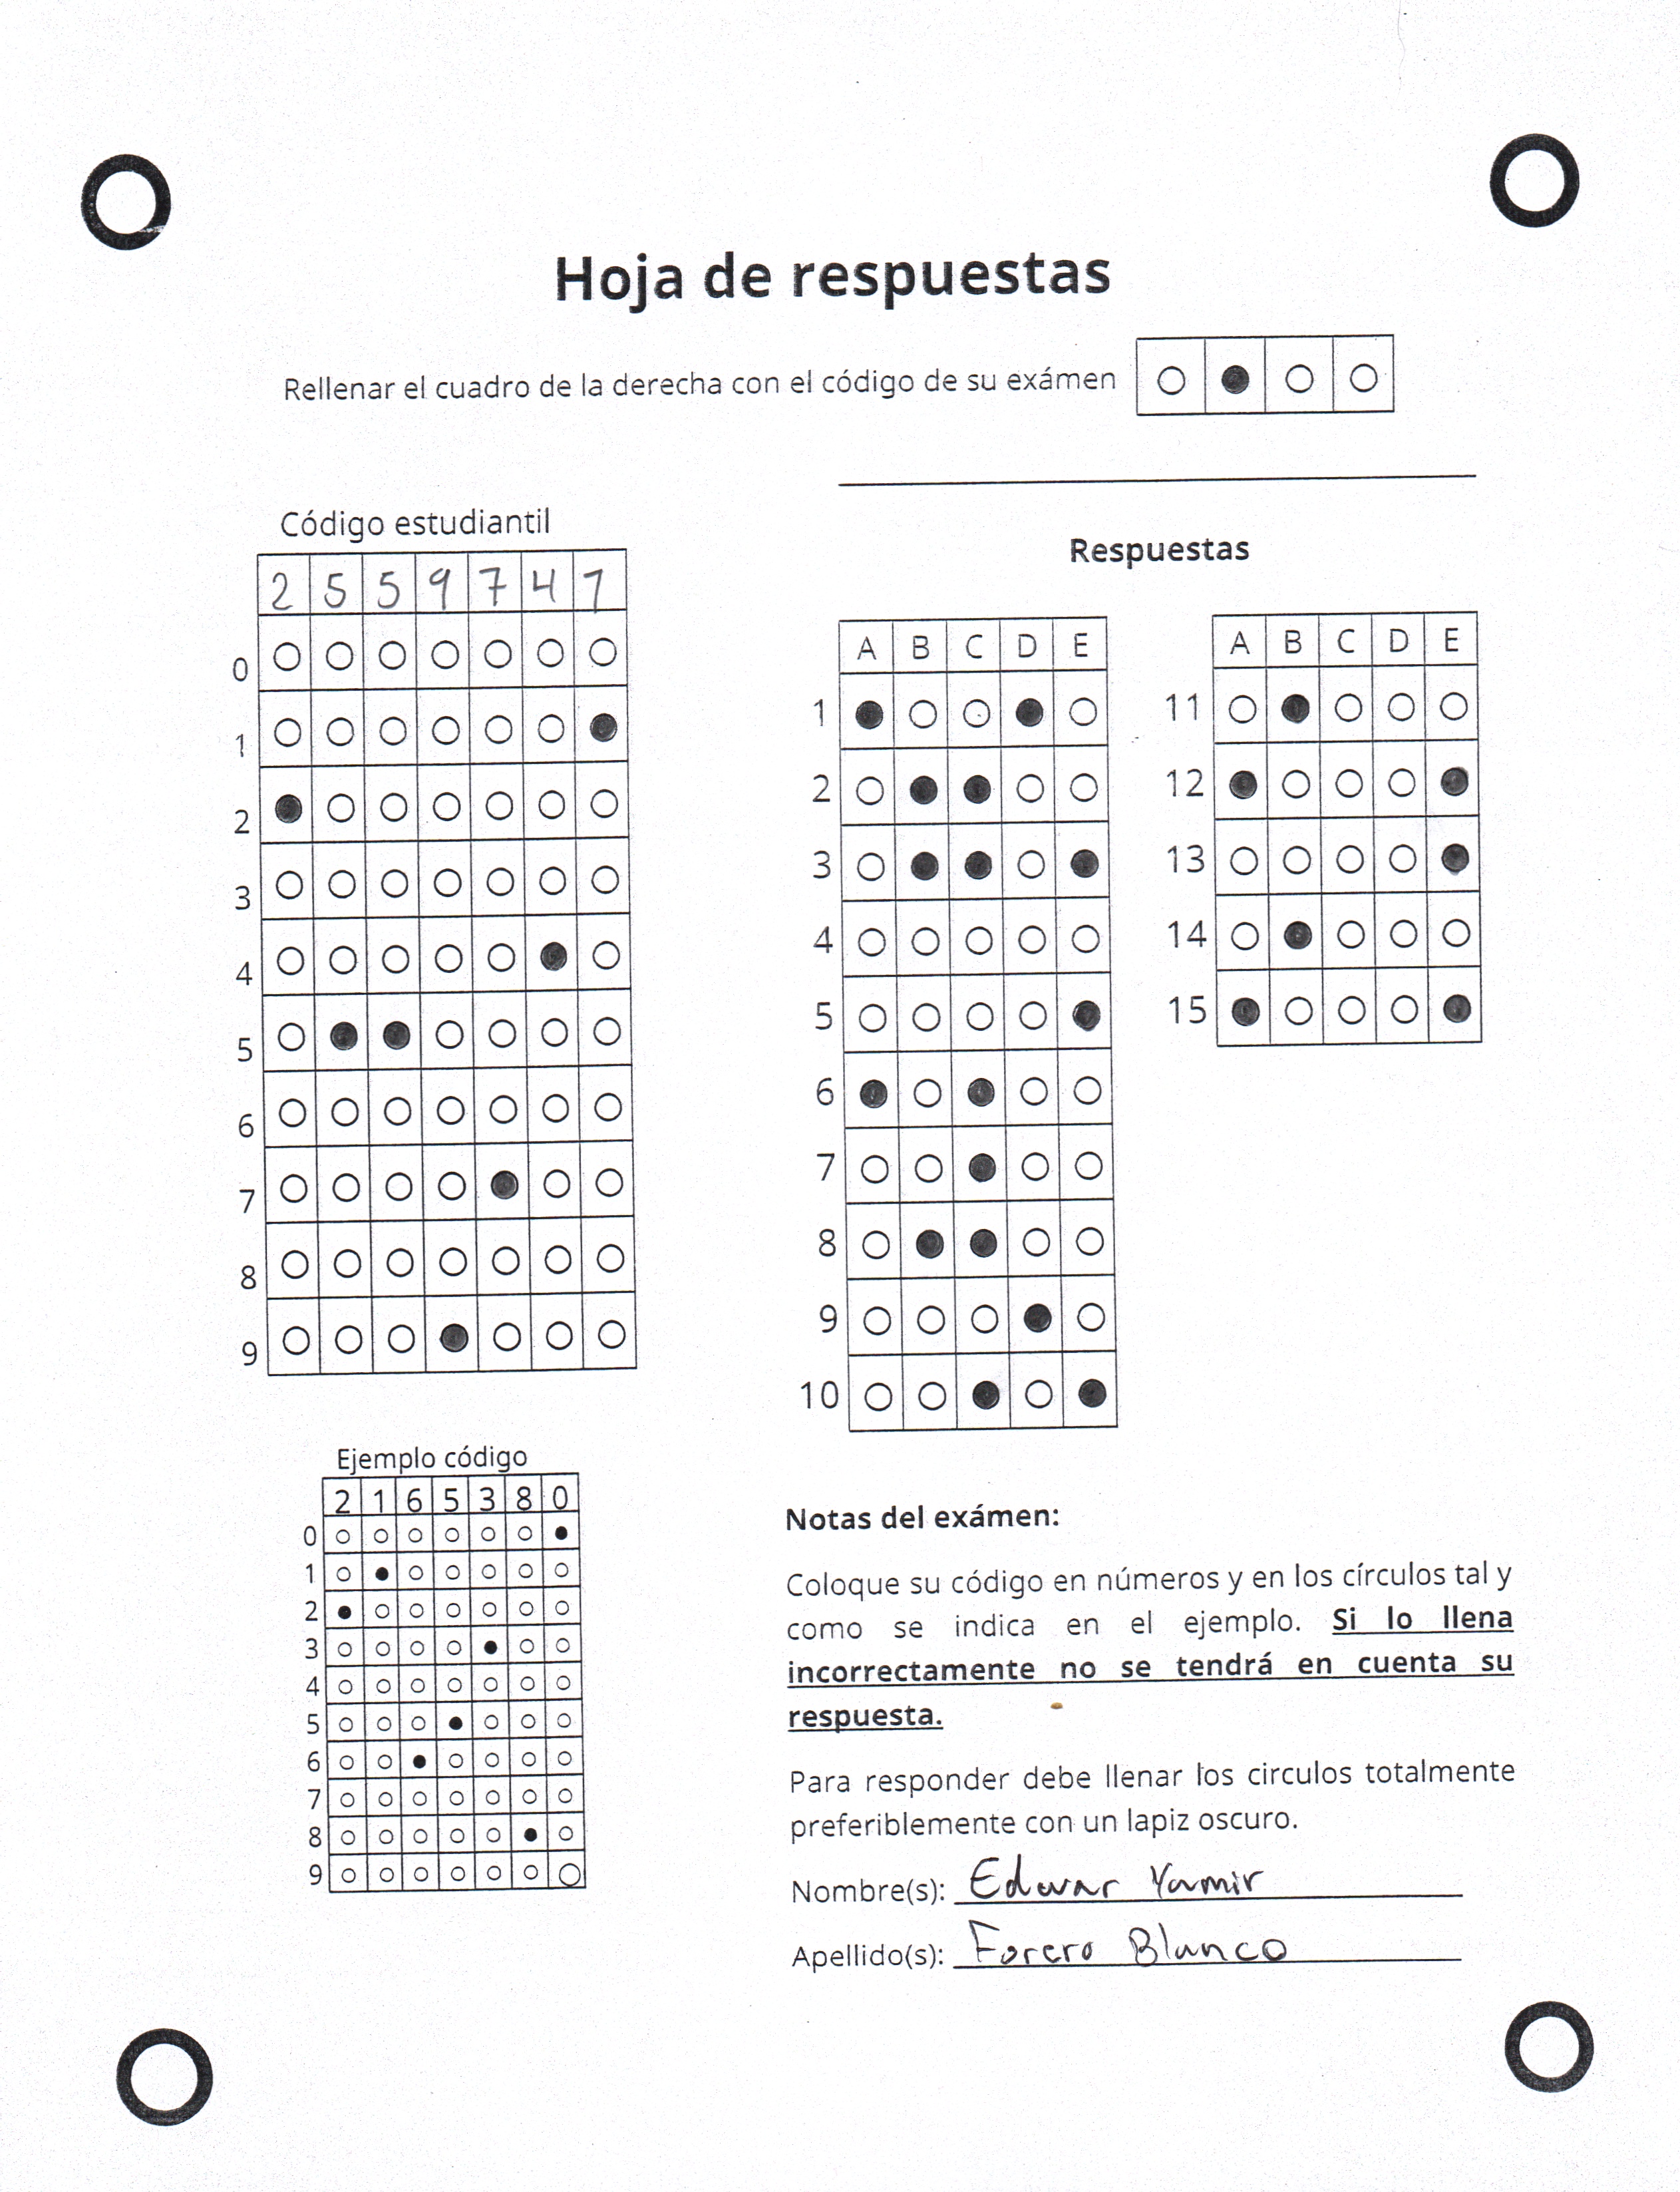 Hoja de respuestas
Rellenar el cuadro de la derecha con el código de su exámen
Código estudiantil
2 5 5 9 7 4 1
0
1
2
3
4
5
6
7
8
9
Respuestas
A B C D E
1
2
3
4
5
6
7
8
9
10
A B C D E
11
12
13
14
15
Ejemplo código
2 1 6 5 3 8 0
0
1
2
3
4
5
6
7
8
9
Notas del exámen:
Coloque su código en números y en los círculos tal y
como se indica en el ejemplo. Si lo llena
incorrectamente no se tendrá en cuenta su
respuesta.
Para responder debe llenar los circulos totalmente
preferiblemente con un lapiz oscuro.
Nombre(s): Edwar Yamir
Apellido(s): Forero Blanco